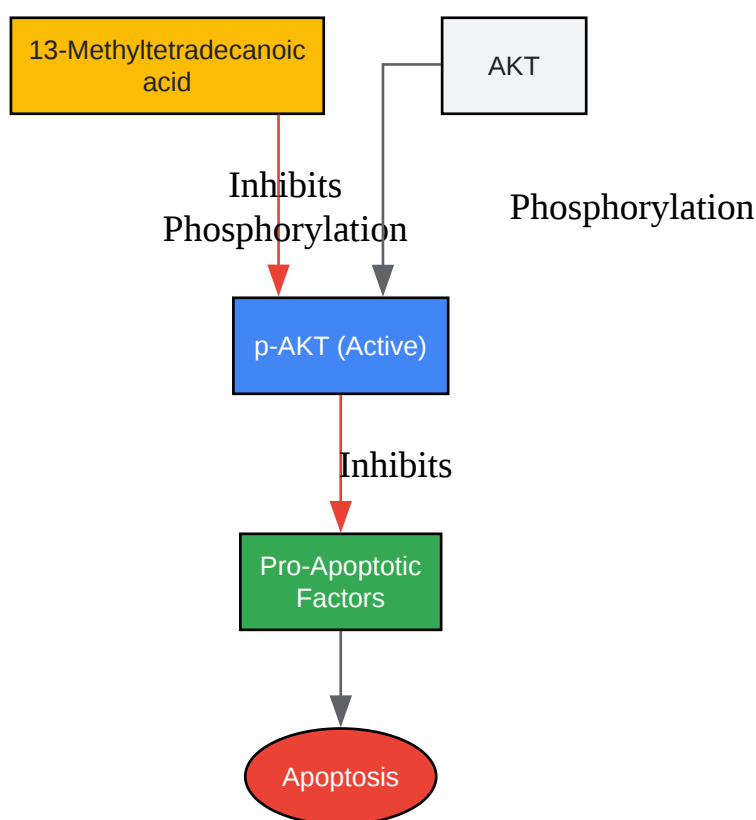 13-Methyltetradecanoic
acid
AKT
Inhibits
Phosphorylation
Phosphorylation
p-AKT (Active)
Inhibits
Pro-Apoptotic
Factors
Apoptosis